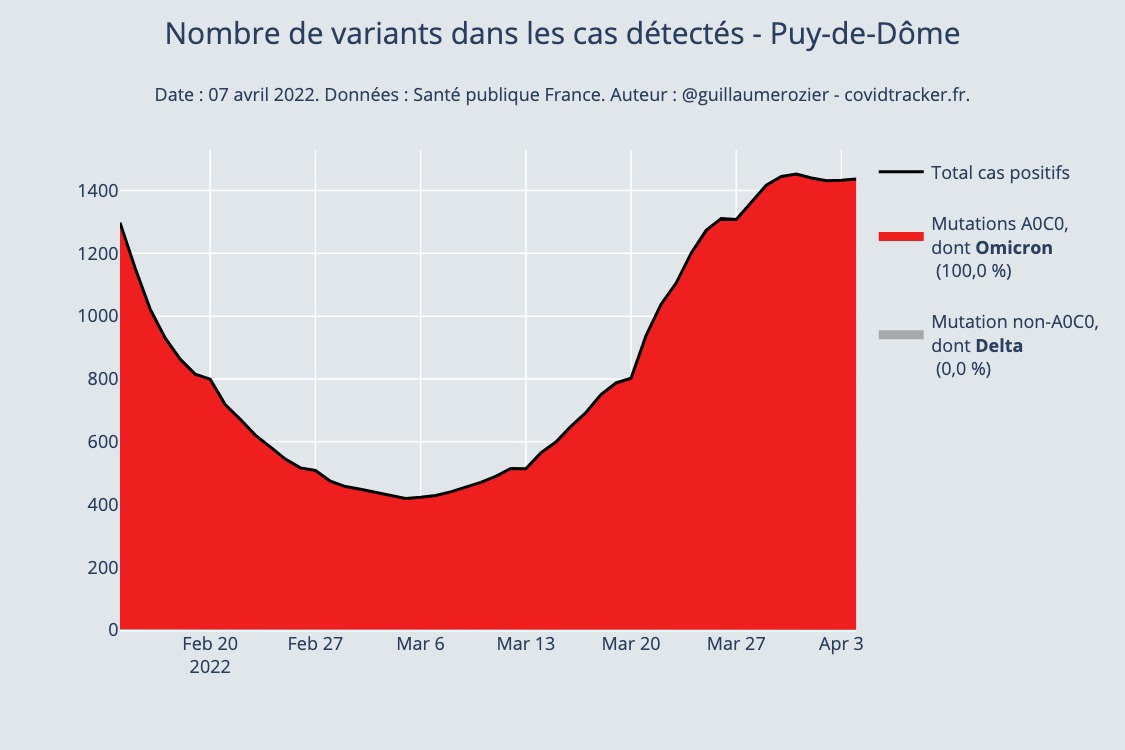 Nombre de variants dans les cas détectés - Puy-de-Dôme
Date : 07 avril 2022. Données : Santé publique France. Auteur : @guillaumerozier - covidtracker.fr.
1400
1200
1000
800
600
400
200
0
Feb 20
2022
Feb 27
Mar 6
Mar 13
Mar 20
Mar 27
Apr 3
Total cas positifs
Mutations A0C0,
dont Omicron
(100,0 %)
Mutation non-A0C0,
dont Delta
(0,0 %)